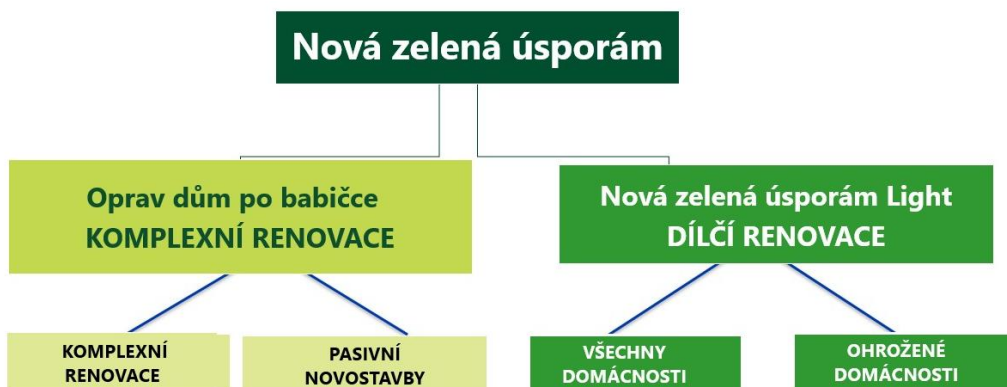 Nová zelená úsporám
Oprav dům po babičce
KOMPLEXNÍ RENOVACE
Nová zelená úsporám Light
DÍLČÍ RENOVACE
KOMPLEXNÍ
RENOVACE
PASIVNÍ
NOVOSTAVBY
VŠECHNY
DOMÁCNOSTI
OHROŽENÉ
DOMÁCNOSTI